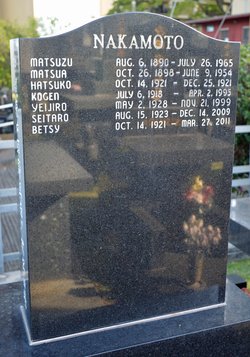 NAKAMOTO
MATSUZU AUG. 6, 1890 - JULY 26, 1965
MATSUA OCT. 26, 1898 - JUNE 9, 1954
HATSUKO OCT. 14, 1921 - DEC. 25, 1921
KOGEN JULY 6, 1918 - APR. 2, 1993
YEIJIRO MAY 2, 1928 - NOV. 21, 1999
SEITARO AUG. 15, 1923 - DEC. 14, 2009
BETSY OCT. 14, 1921 - MAR. 27, 2011